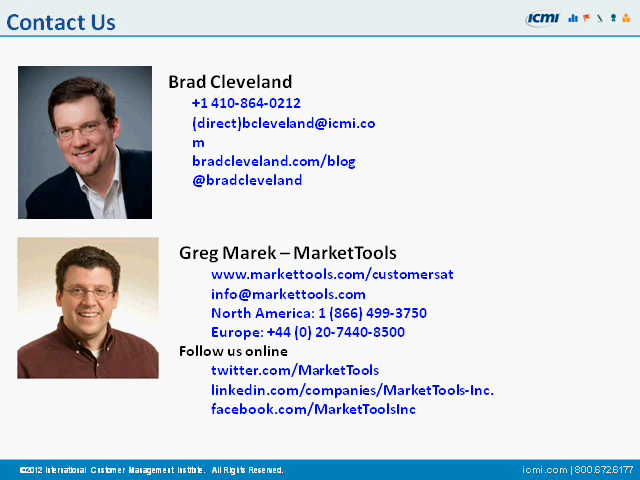 Contact Us
ICMI
Brad Cleveland
+1 410-864-0212
(direct)bcleveland@icmi.co
m
bradcleveland.com/blog
@bradcleveland
Greg Marek – MarketTools
www.markettools.com/customersat
info@markettools.com
North America: 1 (866) 499-3750
Europe: +44 (0) 20-7440-8500
Follow us online
twitter.com/MarketTools
linkedin.com/companies/MarketTools-Inc.
facebook.com/MarketToolsInc
©2012 International Customer Management Institute. All Rights Reserved.
icmi.com | 800.672.6177